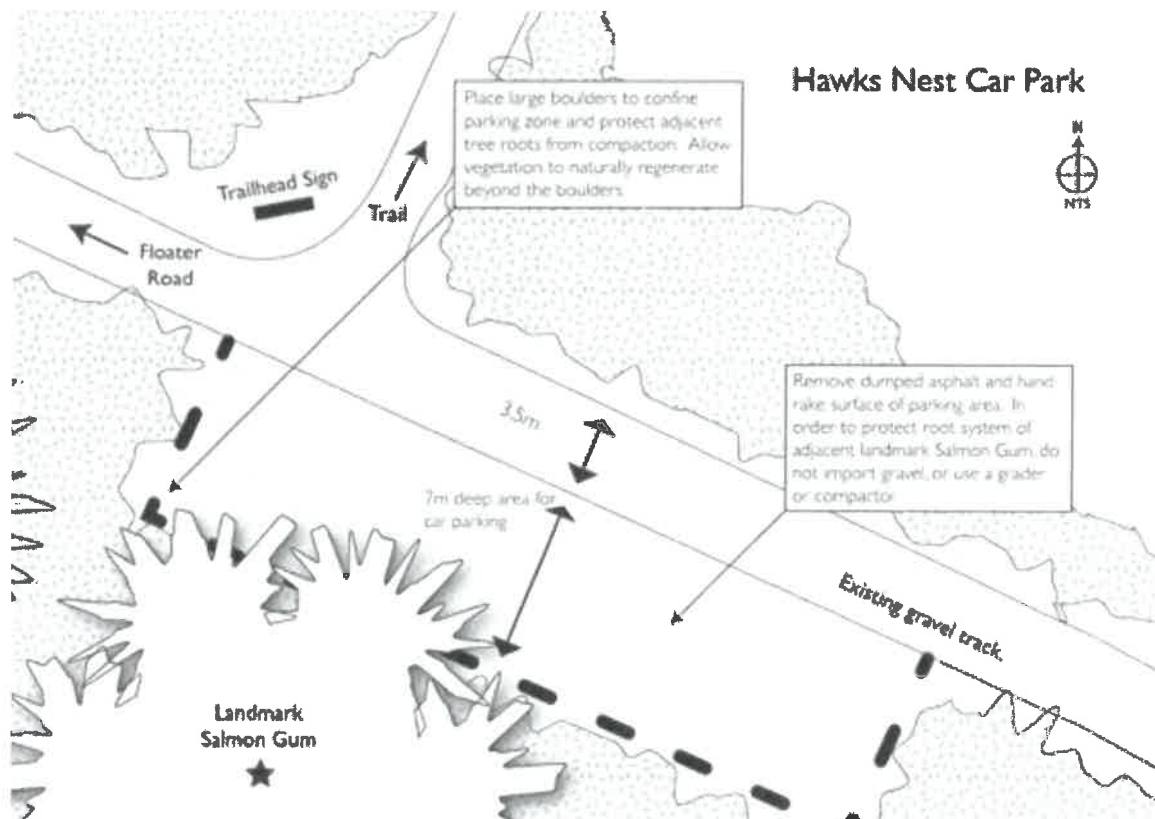 Hawks Nest Car Park
N
NTS
Place large boulders to confine
parking zone and protect adjacent
tree roots from compaction. Allow
vegetation to naturally regenerate
beyond the boulders
Trailhead Sign
Trail
Floater
Road
Remove dumped asphalt and hand
rake surface of parking area. In
order to protect root system of
adjacent landmark Salmon Gum, do
not import gravel, or use a grader
or compactor
3.5m
7m deep area for
car parking
Existing gravel track.
Landmark
Salmon Gum